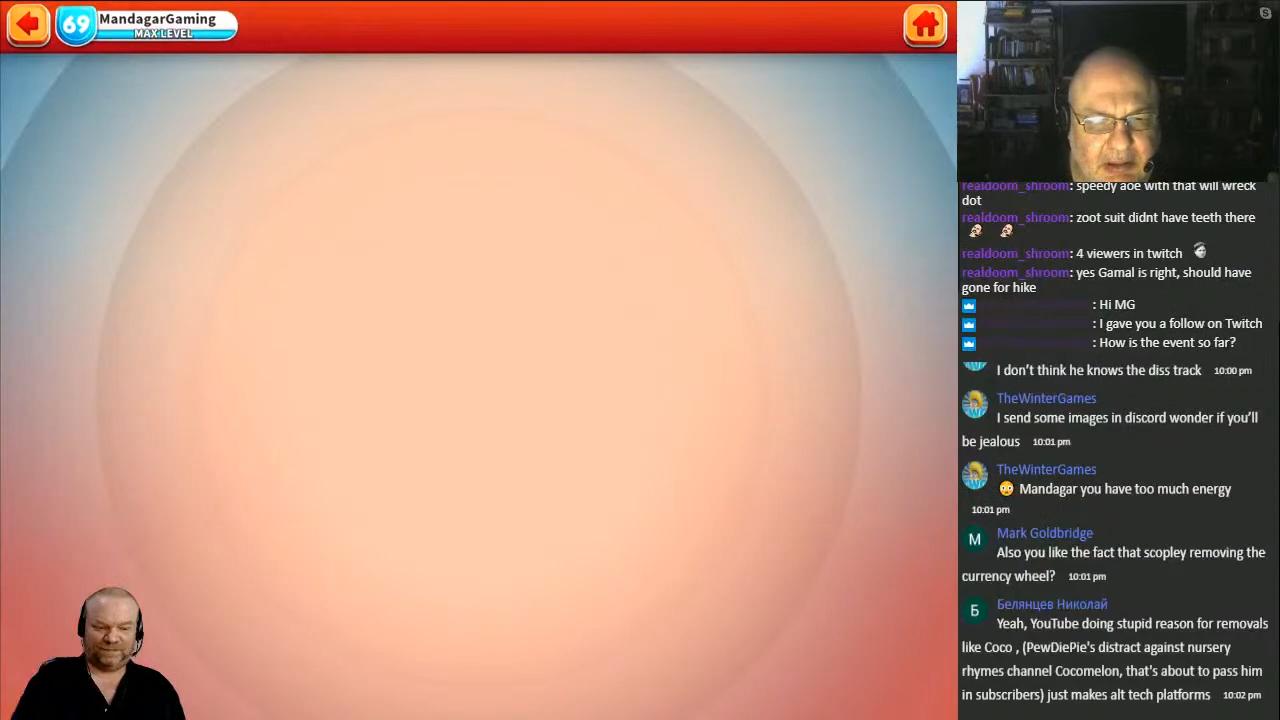 69
MandagarGaming
MAX LEVEL
realdoom_shroom: speedy aoe with that will wreck
dot
realdoom_shroom: zoot suit didnt have teeth there
realdoom_shroom: 4 viewers in twitch
realdoom_shroom: yes Gamal is right, should have
gone for hike
: Hi MG
: I gave you a follow on Twitch
: How is the event so far?
I don't think he knows the diss track 10:00 pm
TheWinterGames
I send some images in discord wonder if you'll
be jealous 10:01 pm
TheWinterGames
Mandagar you have too much energy
10:01 pm
M
Mark Goldbridge
Also you like the fact that scopley removing the
currency wheel? 10:01 pm
Б
Белянцев Николай
Yeah, YouTube doing stupid reason for removals
like Coco , (PewDiePie's distract against nursery
rhymes channel Cocomelon, that's about to pass him
in subscribers) just makes alt tech platforms 10:02 pm